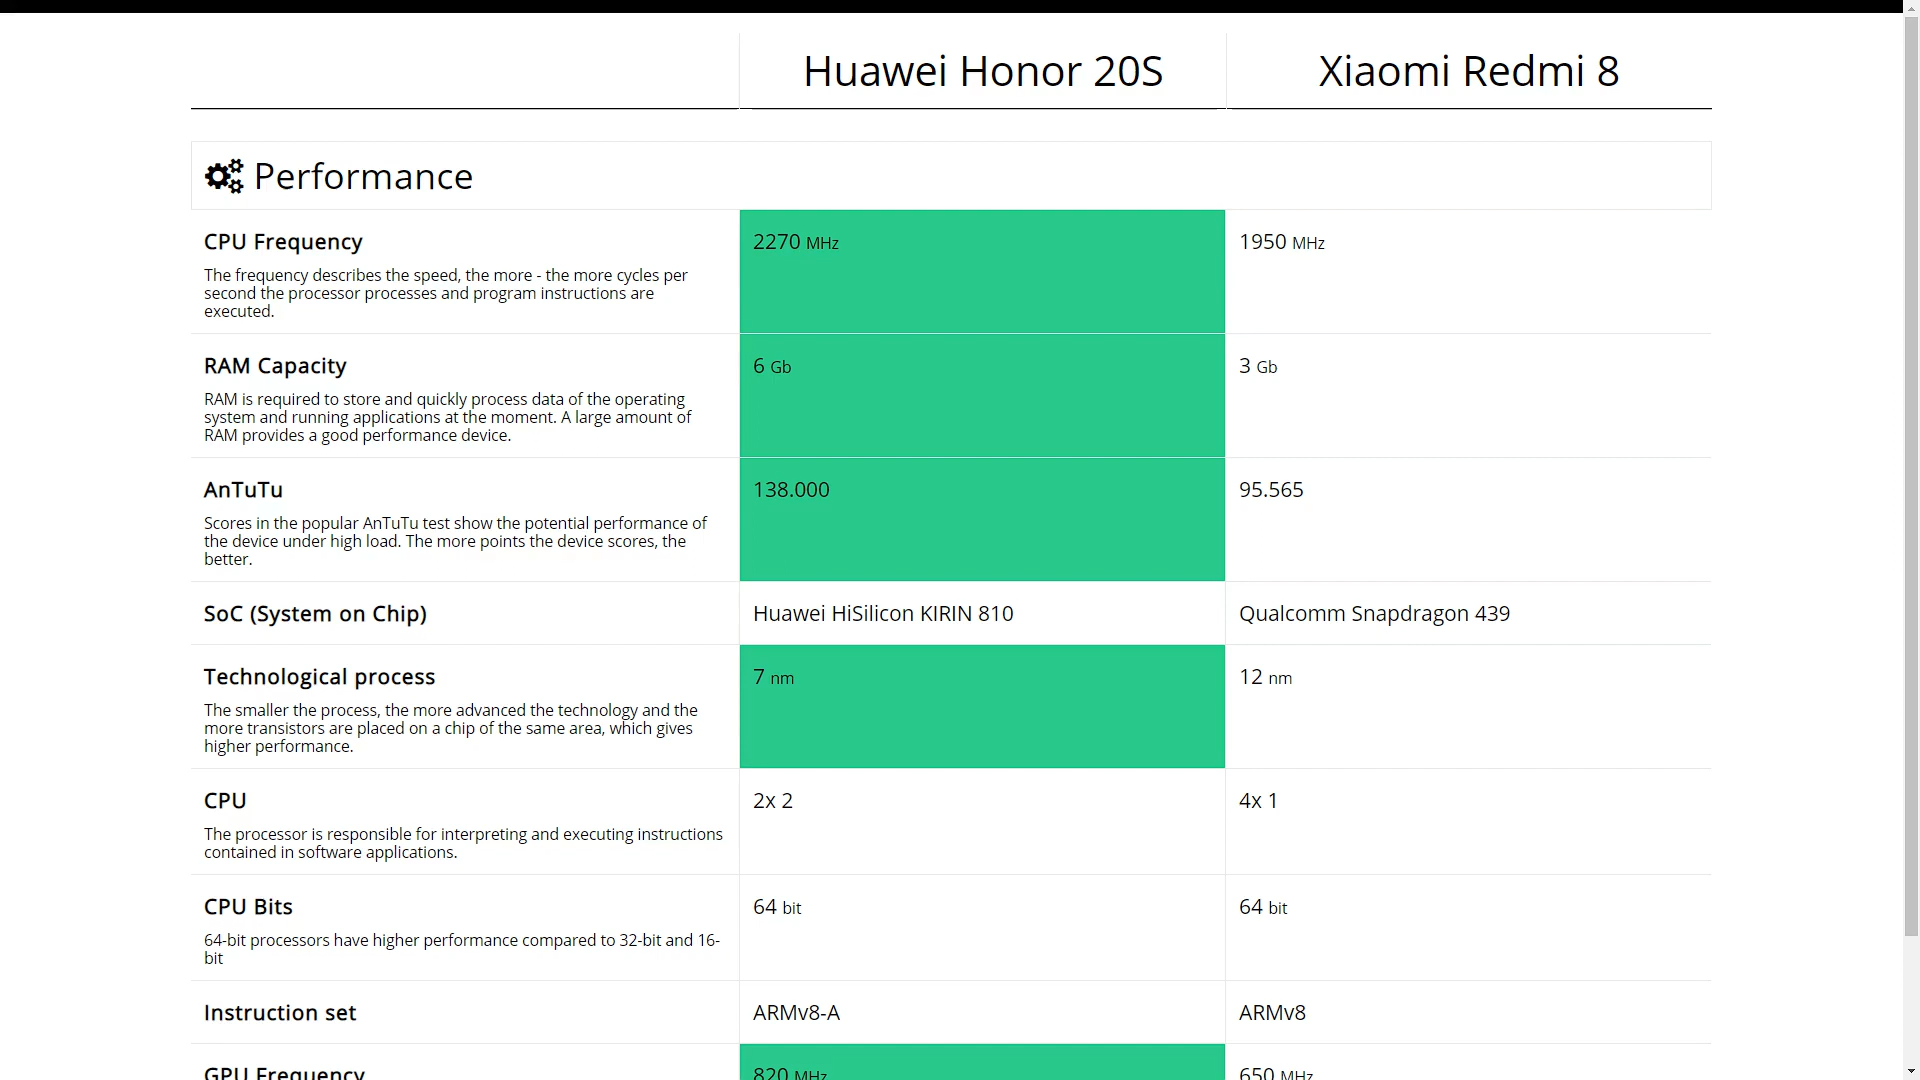 Huawei Honor 20S
Xiaomi Redmi 8
Performance
CPU Frequency
The frequency describes the speed, the more - the more cycles per
second the processor processes and program instructions are
executed.
2270 MHz
1950 MHz
RAM Capacity
RAM is required to store and quickly process data of the operating
system and running applications at the moment. A large amount of
RAM provides a good performance device.
6 Gb
3 Gb
AnTuTu
Scores in the popular AnTuTu test show the potential performance of
the device under high load. The more points the device scores, the
better.
138.000
95.565
SoC (System on Chip)
Huawei HiSilicon KIRIN 810
Qualcomm Snapdragon 439
Technological process
The smaller the process, the more advanced the technology and the
more transistors are placed on a chip of the same area, which gives
higher performance.
7 nm
12 nm
CPU
The processor is responsible for interpreting and executing instructions
contained in software applications.
2x 2
4x 1
CPU Bits
64-bit processors have higher performance compared to 32-bit and 16-
bit
64 bit
64 bit
Instruction set
ARMv8-A
ARMv8
GPU Frequency
820 MHz
650 MHz